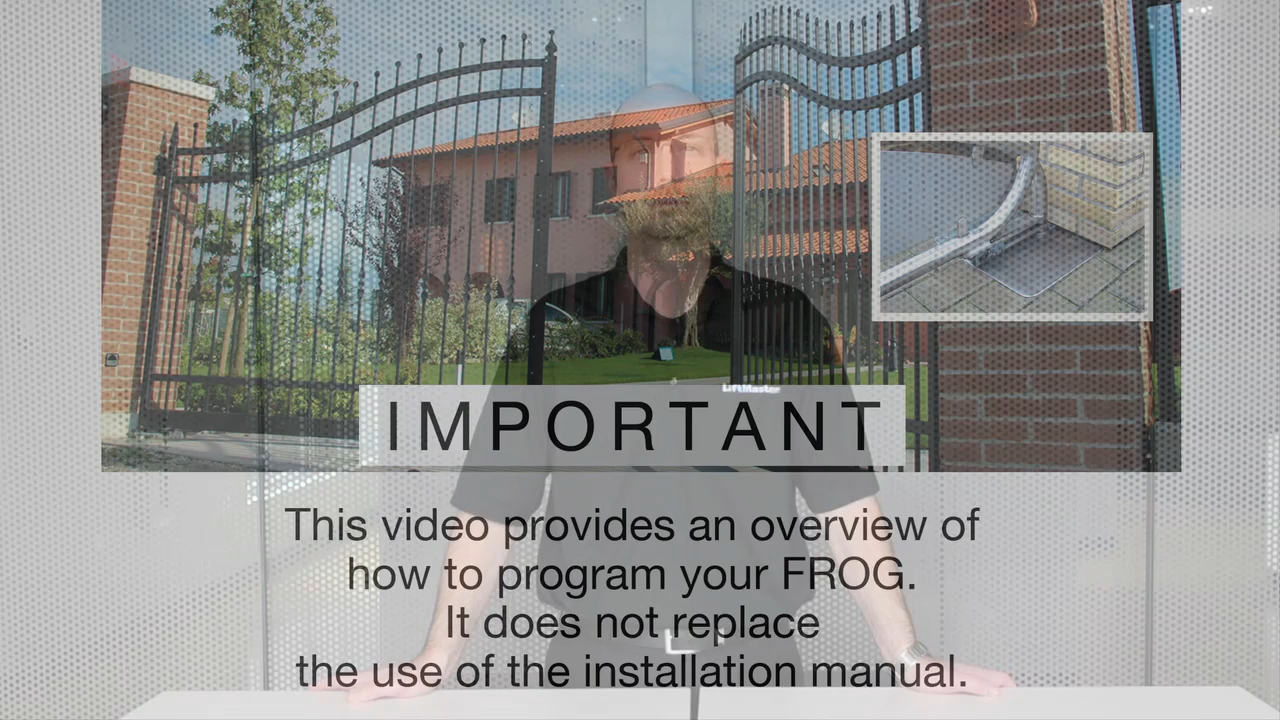 LiftMaster
IMPORTANT
This video provides an overview of
how to program your FROG.
It does not replace
the use of the installation manual.